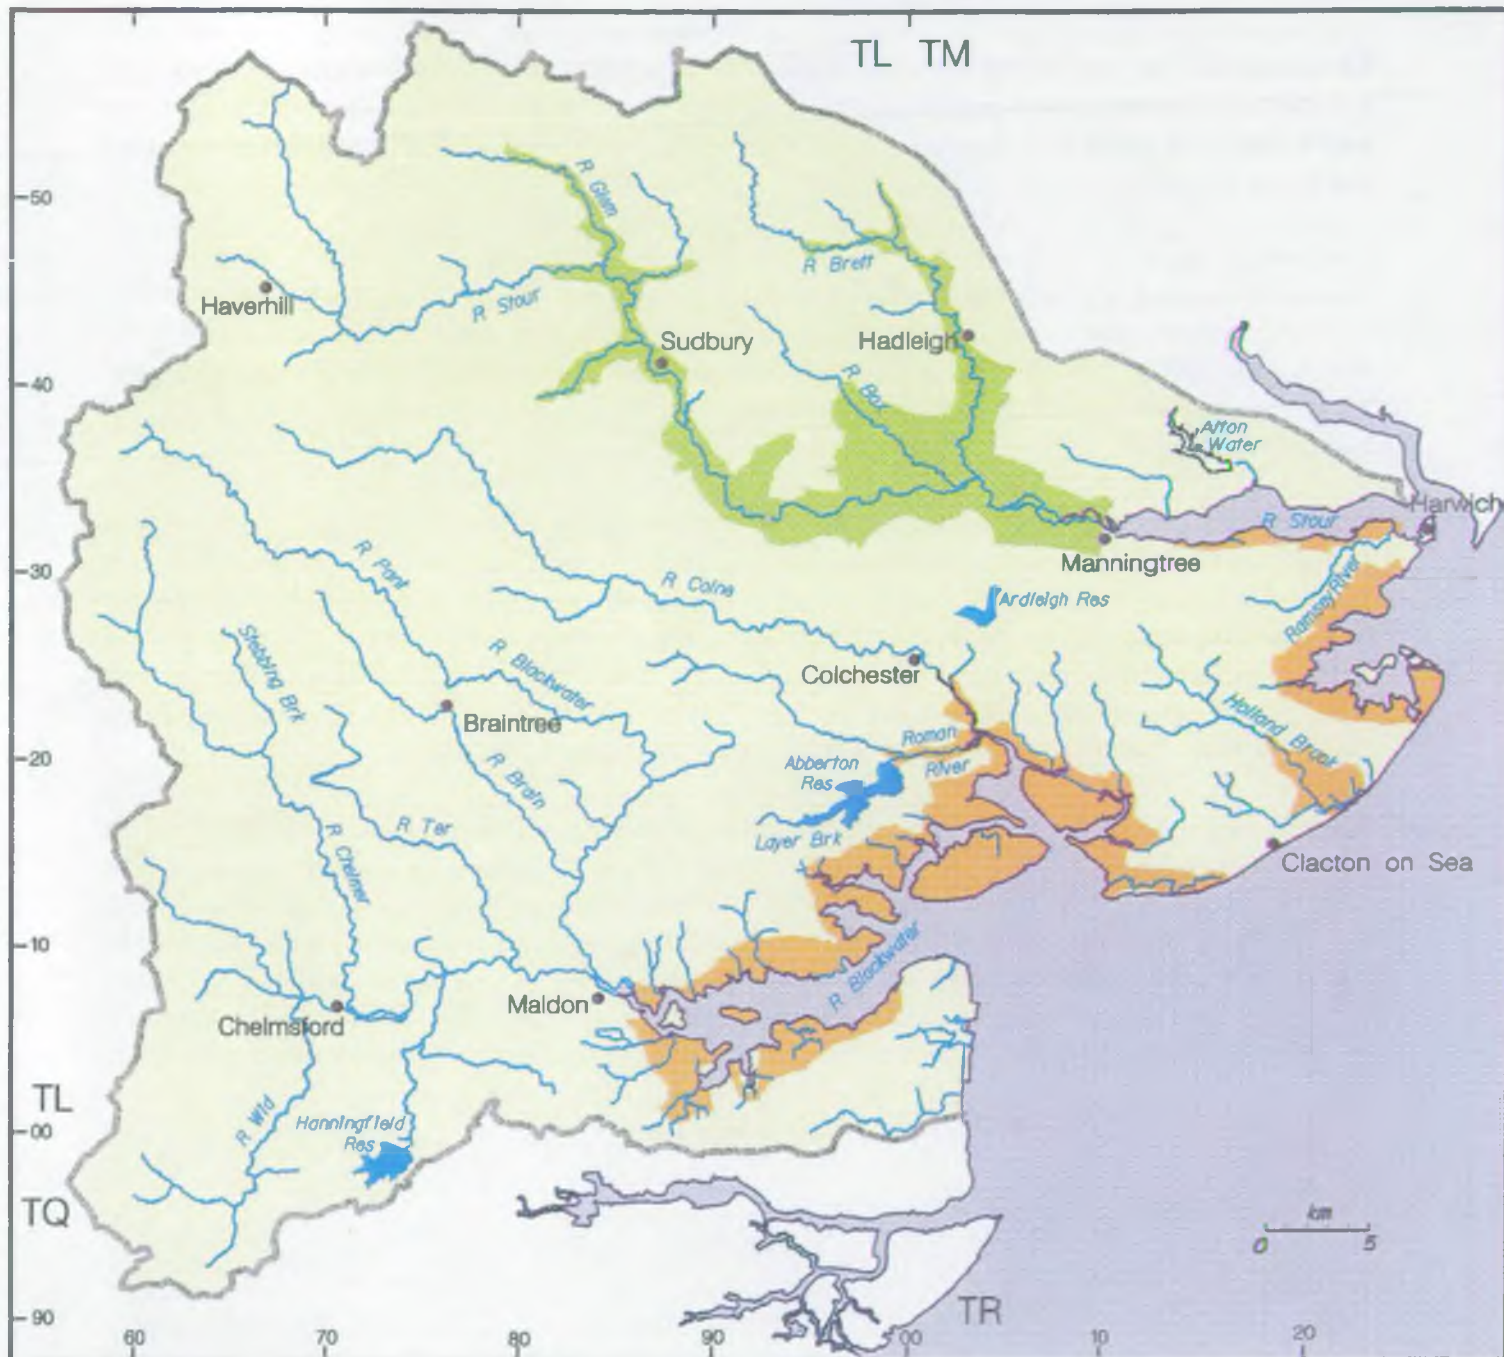 TL TM
50
R Glem
R Brett
Haverhill
R Stour
Sudbury
Hadleigh
40
R Box
Alton
Water
Harwich
R Stour
Manningtree
R Pant
30
R Colne
Ardleigh Res
Ramsey River
Stebbing Brk
R Blackwater
Colchester
Braintree
Holland Brook
20
Roman
River
Abberton
Res
R Brain
R Ter
Layer Brk
R Chelmer
Clacton on Sea
10
R Blackwater
Maldon
Chelmsford
TL
R Wid
00
Hanningfield
Res
TQ
km
0 5
TR
90
60 70 80 90 00 10 20